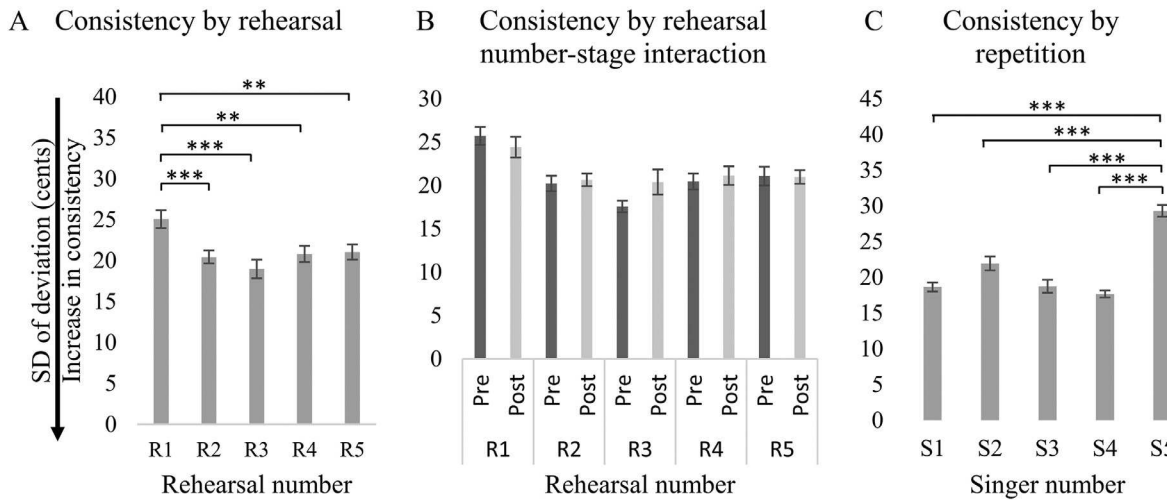 A Consistency by rehearsal
SD of deviation (cents)
Increase in consistency
40
35
30
25
20
15
10
5
0
**
**
***
***
R1 R2 R3 R4 R5
Rehearsal number
B Consistency by rehearsal
number-stage interaction
30
25
20
15
10
5
0
Pre Post Pre Post Pre Post Pre Post Pre Post
R1 R2 R3 R4 R5
Rehearsal number
C Consistency by
repetition
45
40
35
30
25
20
15
10
5
0
***
***
***
***
S1 S2 S3 S4 S5
Singer number